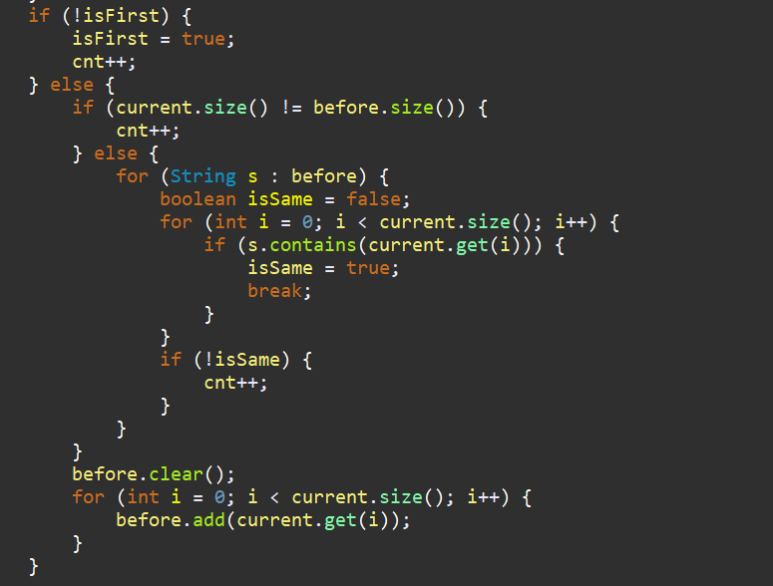 if (!isFirst) {
    isFirst = true;
    cnt++;
} else {
    if (current.size() != before.size()) {
        cnt++;
    } else {
        for (String s : before) {
            boolean isSame = false;
            for (int i = 0; i < current.size(); i++) {
                if (s.contains(current.get(i))) {
                    isSame = true;
                    break;
                }
            }
            if (!isSame) {
                cnt++;
            }
        }
    }
    before.clear();
    for (int i = 0; i < current.size(); i++) {
        before.add(current.get(i));
    }
}